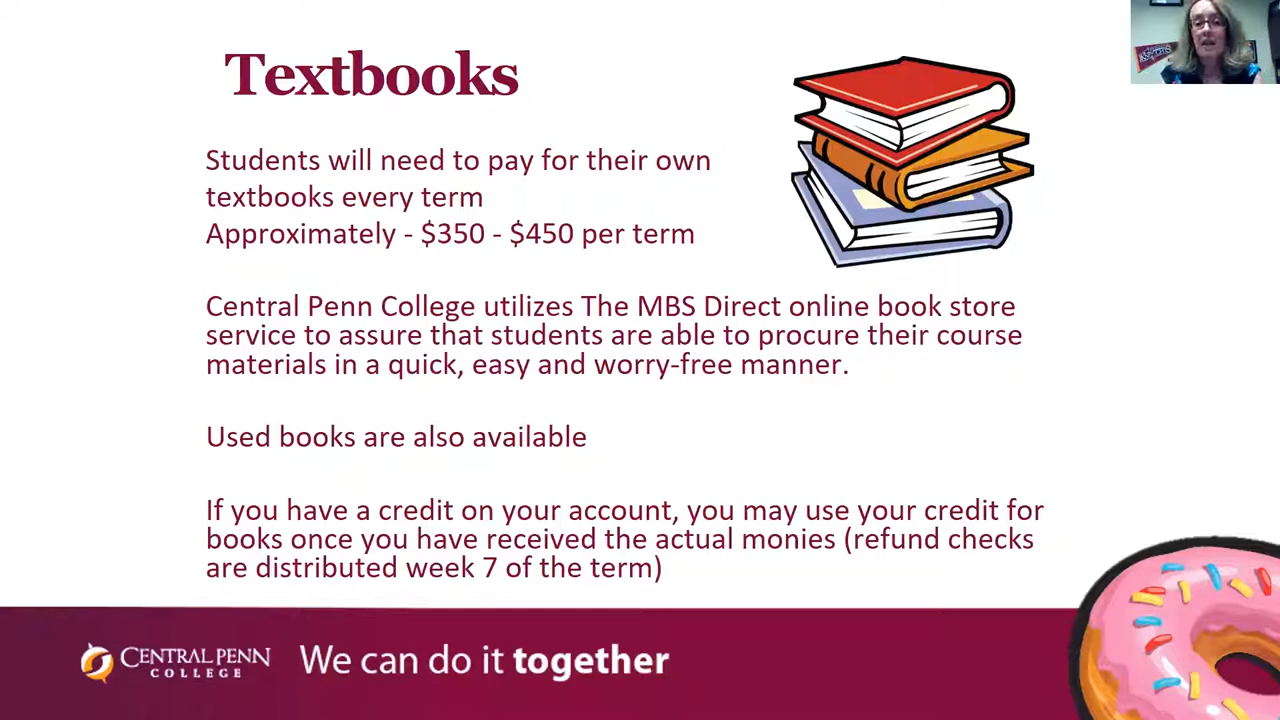 Textbooks
Students will need to pay for their own
textbooks every term
Approximately - $350 - $450 per term
Central Penn College utilizes The MBS Direct online book store
service to assure that students are able to procure their course
materials in a quick, easy and worry-free manner.
Used books are also available
If you have a credit on your account, you may use your credit for
books once you have received the actual monies (refund checks
are distributed week 7 of the term)
CENTRAL PENN
COLLEGE
We can do it together